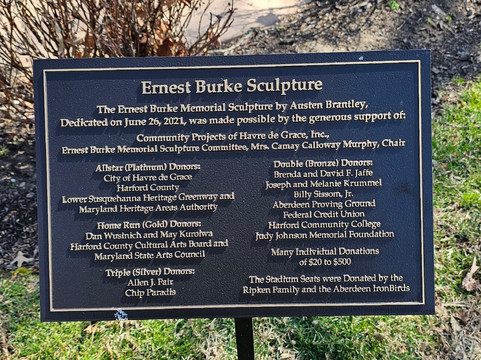 Ernest Burke Sculpture
The Ernest Burke Memorial Sculpture by Austen Brantley,
Dedicated on June 26, 2021, was made possible by the generous support of:
Community Projects of Havre de Grace, Inc.,
Ernest Burke Memorial Sculpture Committee, Mrs. Camay Calloway Murphy, Chair
Allstar (Platinum) Donors:
City of Havre de Grace
Harford County
Lower Susquehanna Heritage Greenway and
Maryland Heritage Areas Authority
Home Run (Gold) Donors:
Dan Wusinich and May Kurolwa
Harford County Cultural Arts Board and
Maryland State Arts Council
Triple (Silver) Donors:
Allen J. Fair
Chip Paradis
Double (Bronze) Donors:
Brenda and David F. Jaffe
Joseph and Melanie Krummel
Billy Sisson, Jr.
Aberdeen Proving Ground
Federal Credit Union
Harford Community College
Judy Johnson Memorial Foundation
Many Individual Donations
of $20 to $500
The Stadium Seats were Donated by the
Ripken Family and the Aberdeen IronBirds